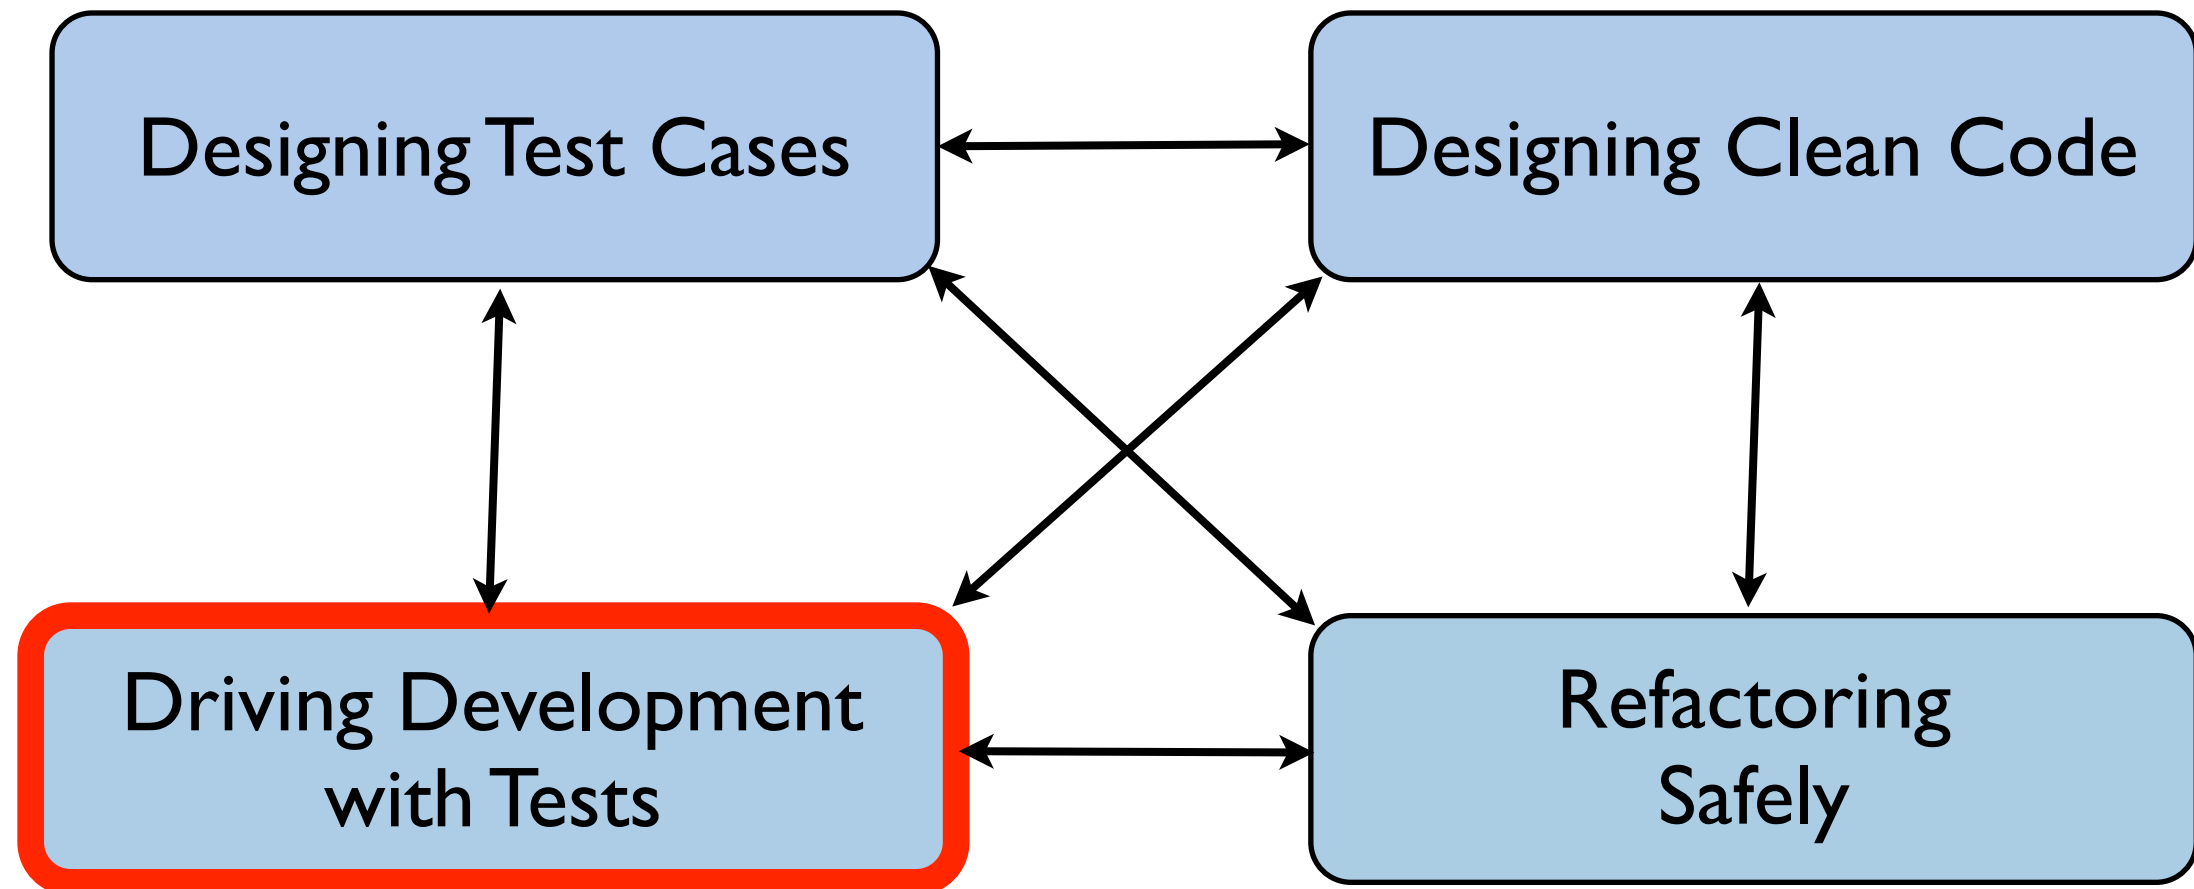 Designing Test Cases
Designing Clean Code
Driving Development
with Tests
Refactoring
Safely